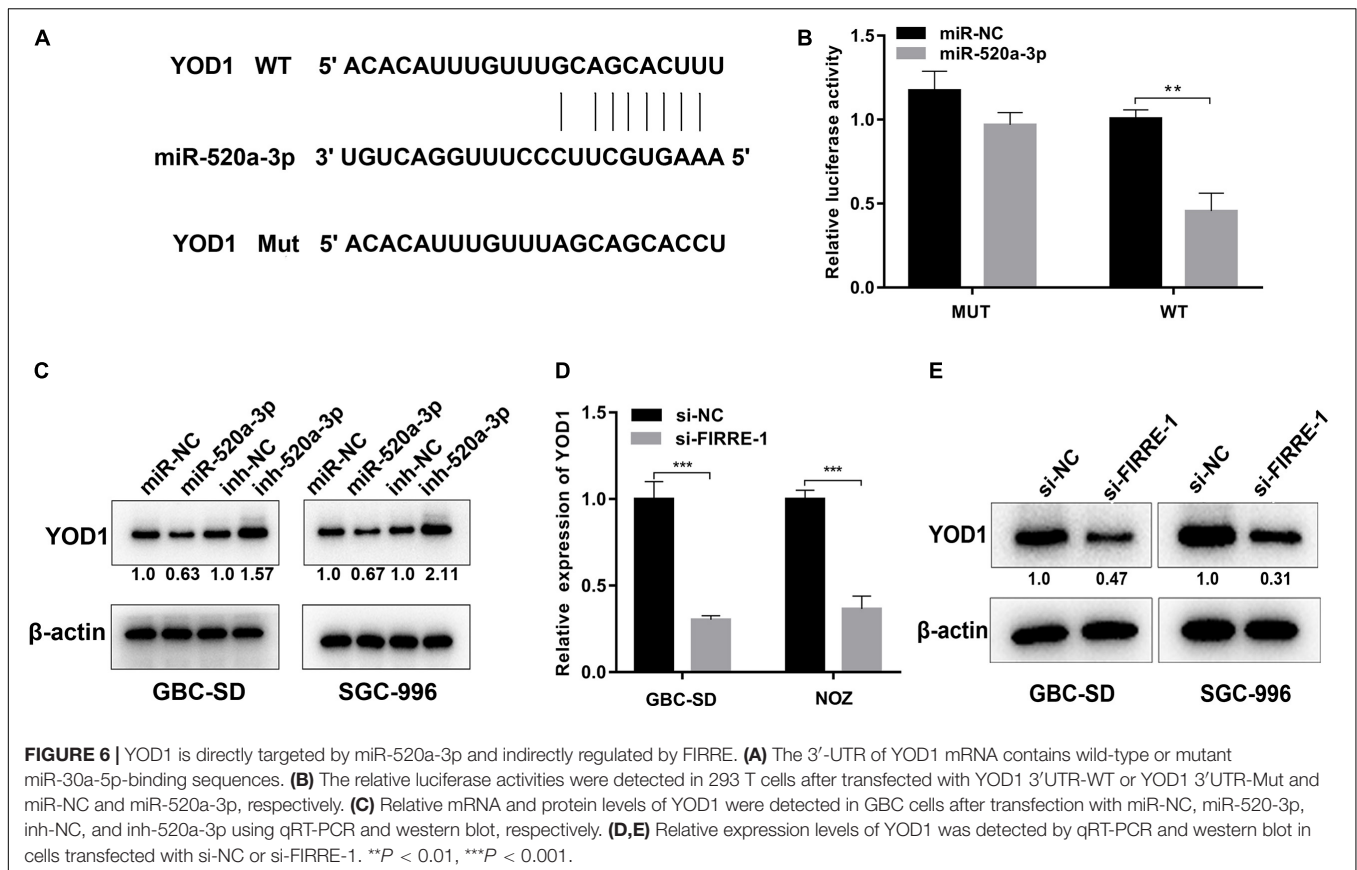 A
YOD1 WT 5' ACACAUUUGUUUGCAGCACUUU
miR-520a-3p 3' UGUCAGGUUUCCCUUCGUGAAA 5'
YOD1 Mut 5' ACACAUUUGUUUAGCAGCACCU
B
miR-NC
miR-520a-3p
Relative luciferase activity
1.5
1.0
0.5
0.0
**
MUT WT
C
miR-NC miR-520a-3p inh-NC inh-520a-3p miR-NC miR-520a-3p inh-NC inh-520a-3p
YOD1
1.0 0.63 1.0 1.57 1.0 0.67 1.0 2.11
β-actin
GBC-SD SGC-996
D
si-NC
si-FIRRE-1
Relative expression of YOD1
1.5
1.0
0.5
0.0
*** ***
GBC-SD NOZ
E
si-NC si-FIRRE-1 si-NC si-FIRRE-1
YOD1
1.0 0.47 1.0 0.31
β-actin
GBC-SD SGC-996
FIGURE 6 | YOD1 is directly targeted by miR-520a-3p and indirectly regulated by FIRRE. (A) The 3′-UTR of YOD1 mRNA contains wild-type or mutant
miR-30a-5p-binding sequences. (B) The relative luciferase activities were detected in 293 T cells after transfected with YOD1 3′UTR-WT or YOD1 3′UTR-Mut and
miR-NC and miR-520a-3p, respectively. (C) Relative mRNA and protein levels of YOD1 were detected in GBC cells after transfection with miR-NC, miR-520-3p,
inh-NC, and inh-520a-3p using qRT-PCR and western blot, respectively. (D,E) Relative expression levels of YOD1 was detected by qRT-PCR and western blot in
cells transfected with si-NC or si-FIRRE-1. **P < 0.01, ***P < 0.001.